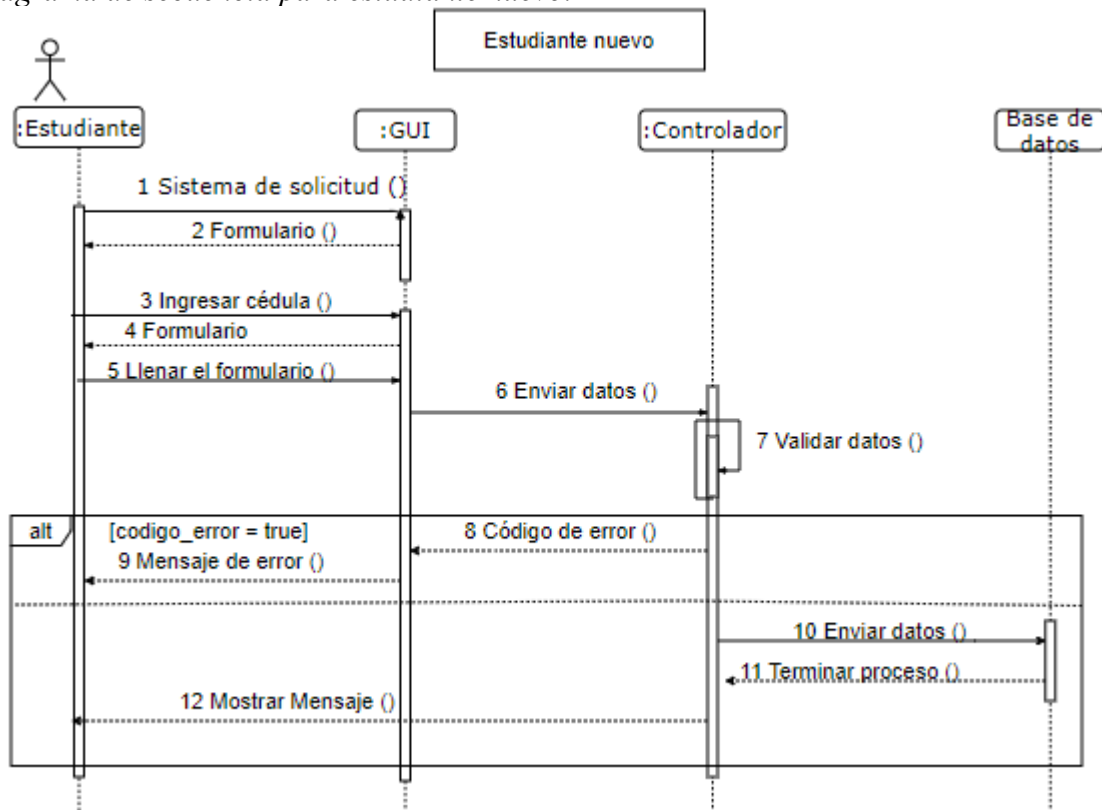 Estudiante nuevo
:Estudiante
:GUI
:Controlador
Base de
datos
1 Sistema de solicitud ()
2 Formulario ()
3 Ingresar cédula ()
4 Formulario
5 Llenar el formulario ()
6 Enviar datos ()
7 Validar datos ()
alt
[codigo_error = true]
8 Código de error ()
9 Mensaje de error ()
10 Enviar datos ()
11 Terminar proceso ()
12 Mostrar Mensaje ()